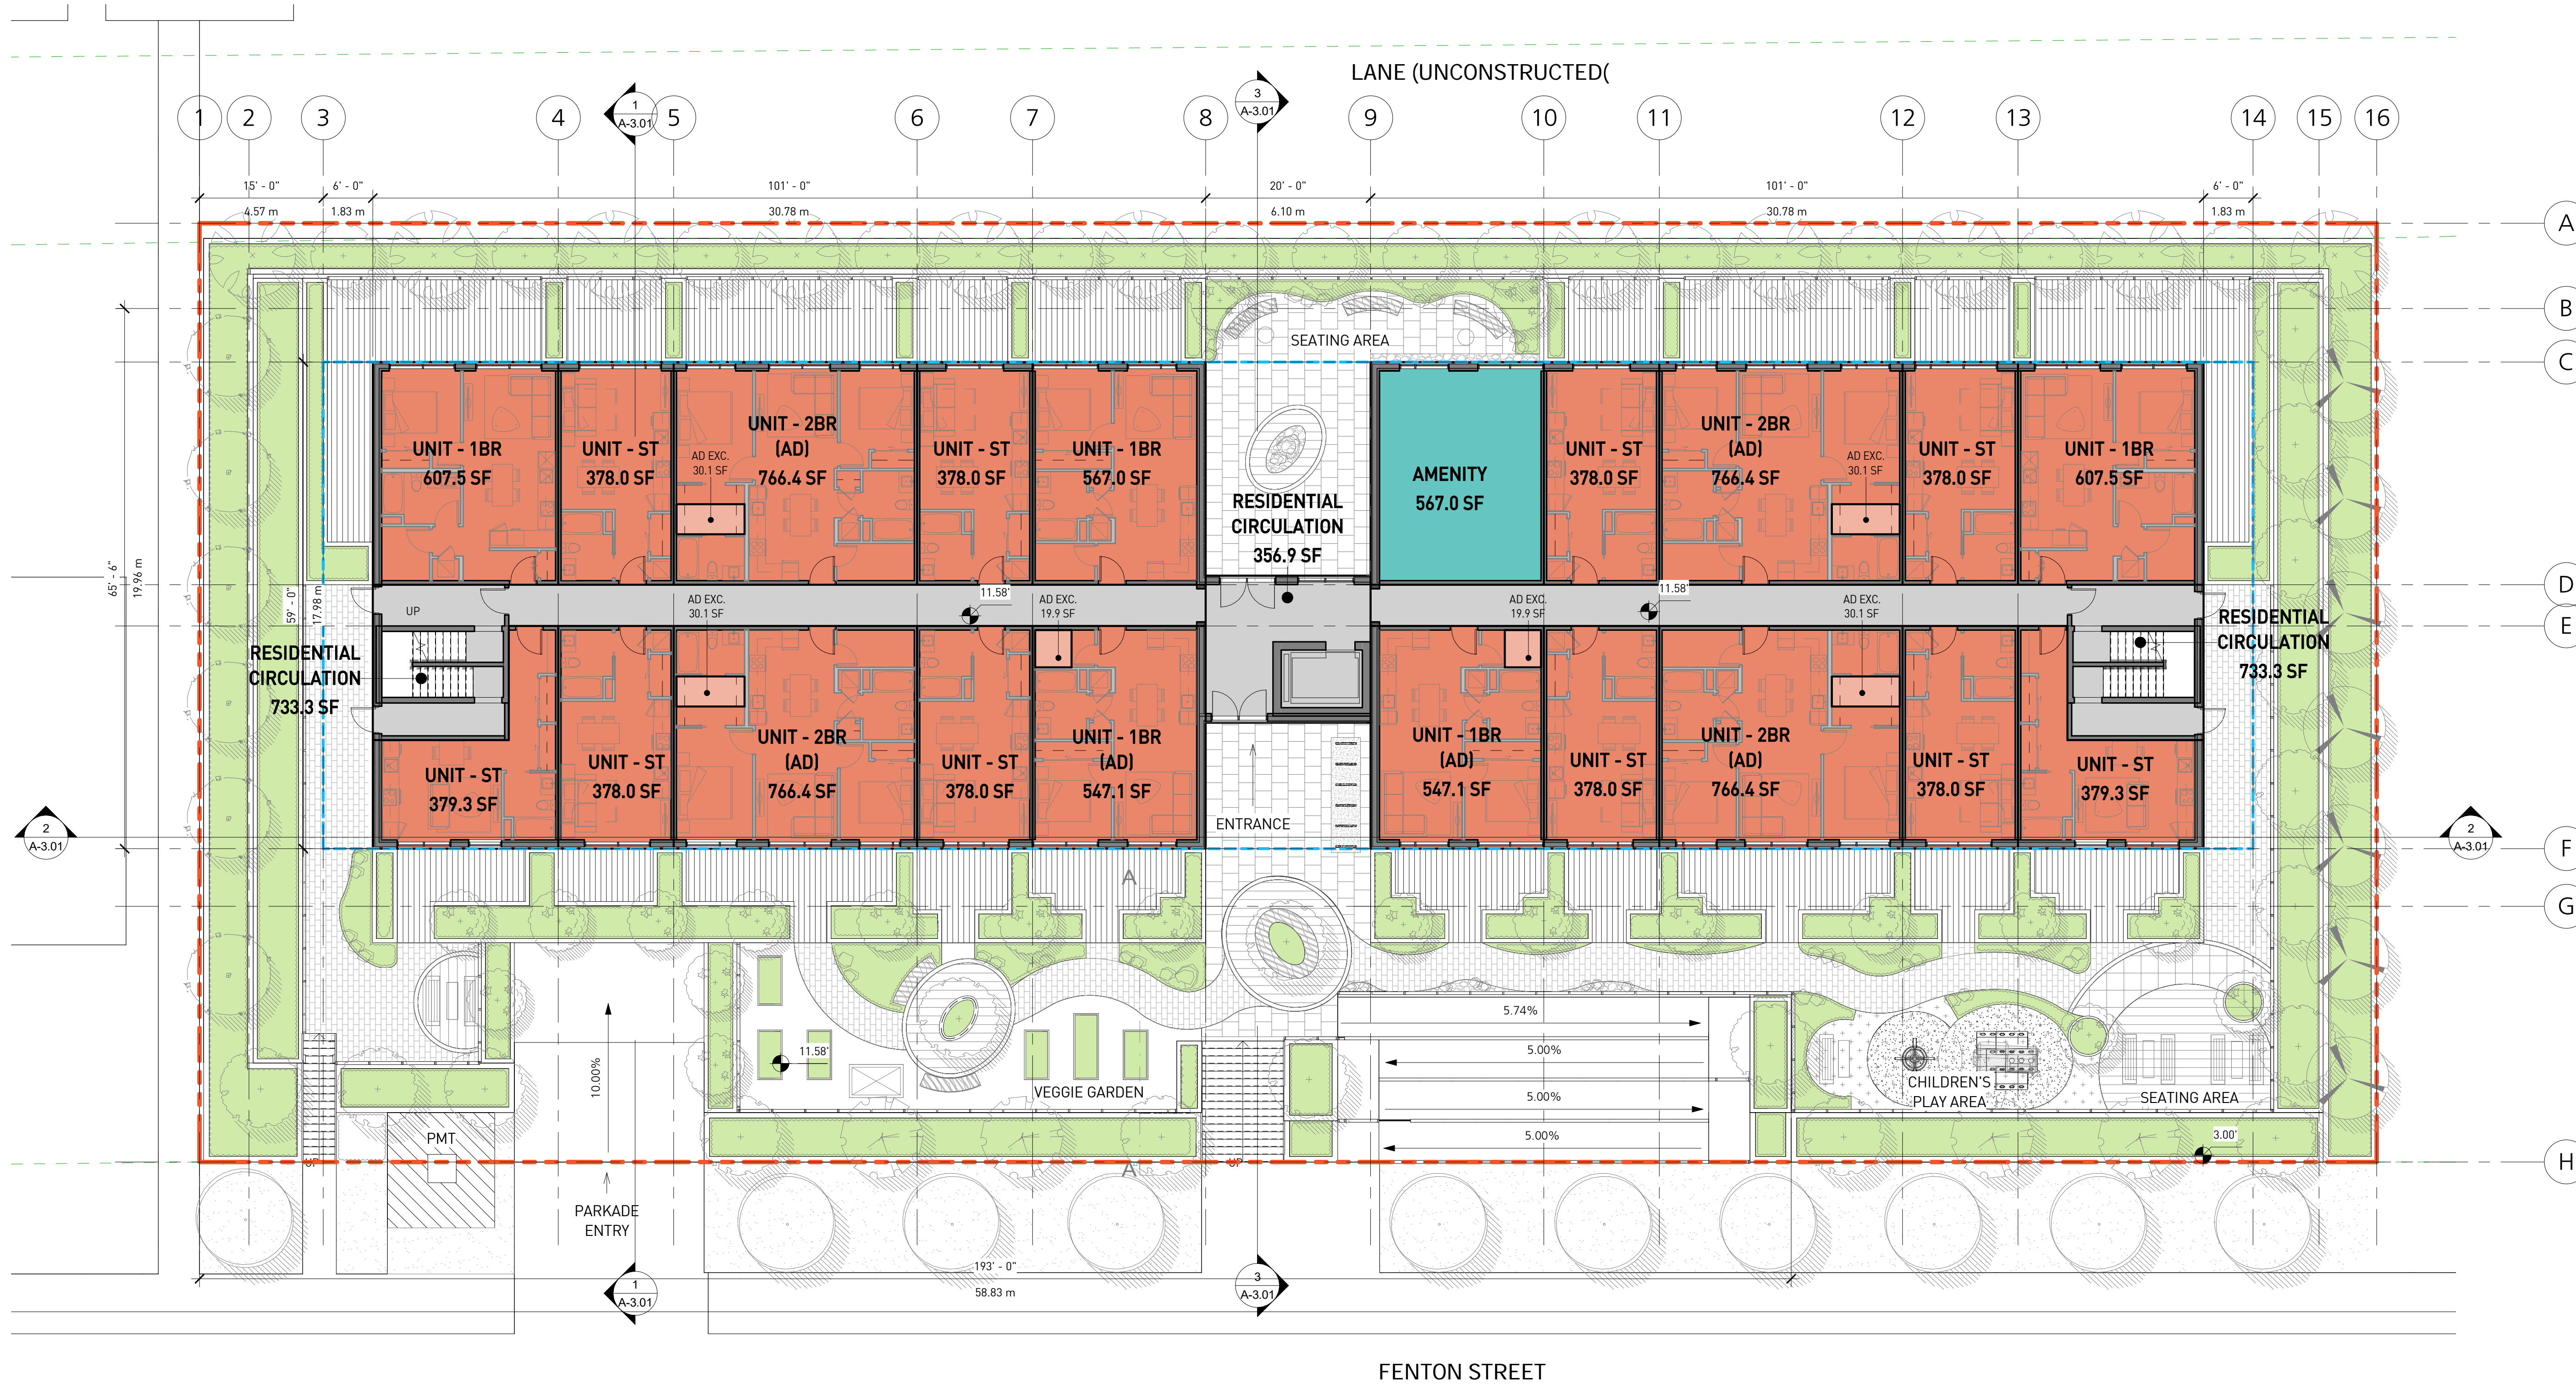 LANE (UNCONSTRUCTED(
1
A-3.01
3
A-3.01
1
2
3
4
5
6
7
8
9
10
11
12
13
14
15
16
15' - 0"
6' - 0"
101' - 0"
20' - 0"
101' - 0"
6' - 0"
4.57 m
1.83 m
30.78 m
6.10 m
30.78 m
1.83 m
A
B
C
D
E
F
G
H
SEATING AREA
UNIT - 1BR
607.5 SF
UNIT - ST
378.0 SF
UNIT - 2BR
(AD)
766.4 SF
AD EXC.
30.1 SF
UNIT - ST
378.0 SF
UNIT - 1BR
567.0 SF
RESIDENTIAL
CIRCULATION
356.9 SF
AMENITY
567.0 SF
UNIT - ST
378.0 SF
UNIT - 2BR
(AD)
766.4 SF
AD EXC.
30.1 SF
UNIT - ST
378.0 SF
UNIT - 1BR
607.5 SF
65' - 6"
19.96 m
59' - 0"
17.98 m
UP
AD EXC.
30.1 SF
11.58'
AD EXC.
19.9 SF
AD EXC.
19.9 SF
11.58'
AD EXC.
30.1 SF
RESIDENTIAL
CIRCULATION
733.3 SF
RESIDENTIAL
CIRCULATION
733.3 SF
UNIT - ST
379.3 SF
UNIT - ST
378.0 SF
UNIT - 2BR
(AD)
766.4 SF
UNIT - ST
378.0 SF
UNIT - 1BR
(AD)
547.1 SF
UNIT - 1BR
(AD)
547.1 SF
UNIT - ST
378.0 SF
UNIT - 2BR
(AD)
766.4 SF
UNIT - ST
378.0 SF
UNIT - ST
379.3 SF
2
A-3.01
2
A-3.01
ENTRANCE
A
5.74%
5.00%
5.00%
5.00%
10.00%
11.58'
VEGGIE GARDEN
CHILDREN'S
PLAY AREA
SEATING AREA
PMT
3.00'
UP
A
UP
PARKADE
ENTRY
193' - 0"
58.83 m
1
A-3.01
3
A-3.01
FENTON STREET